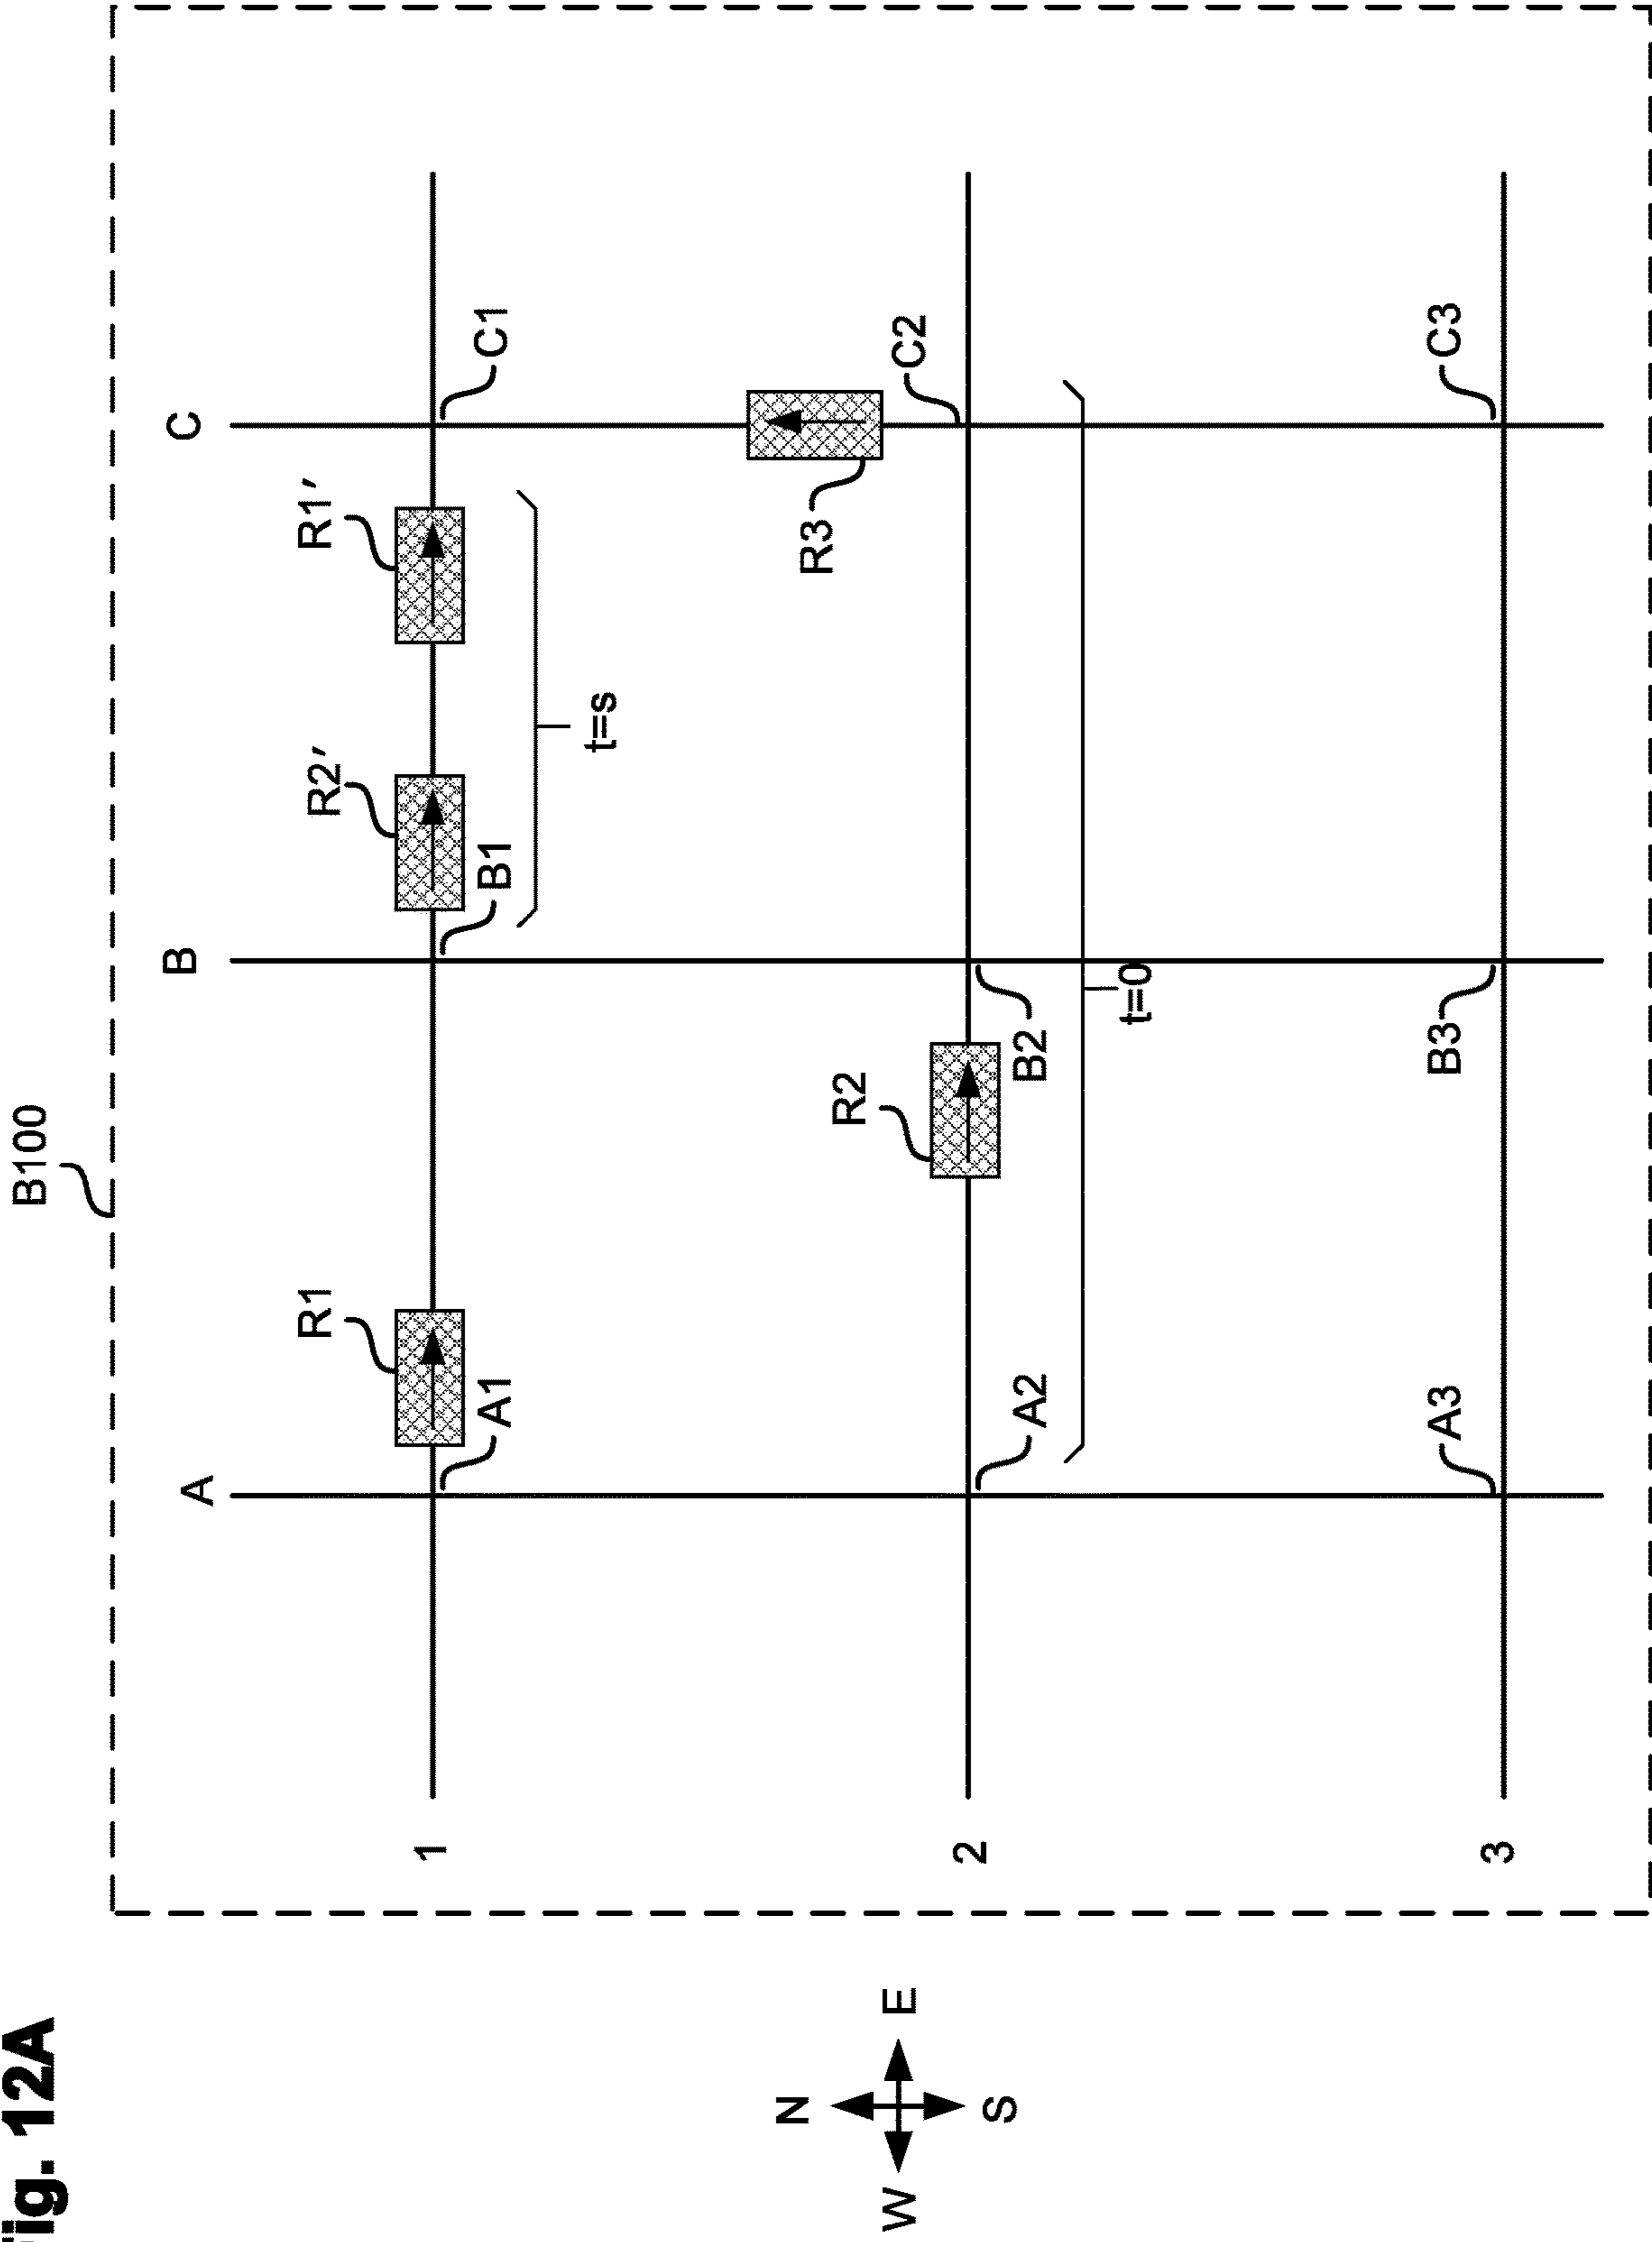 Fig. 12A
B100
A
B
C
R1
R2′
R1′
1
A1
B1
C1
t=s
N
R3
R2
W
E
C2
2
S
A2
B2
t=0
A3
B3
C3
3